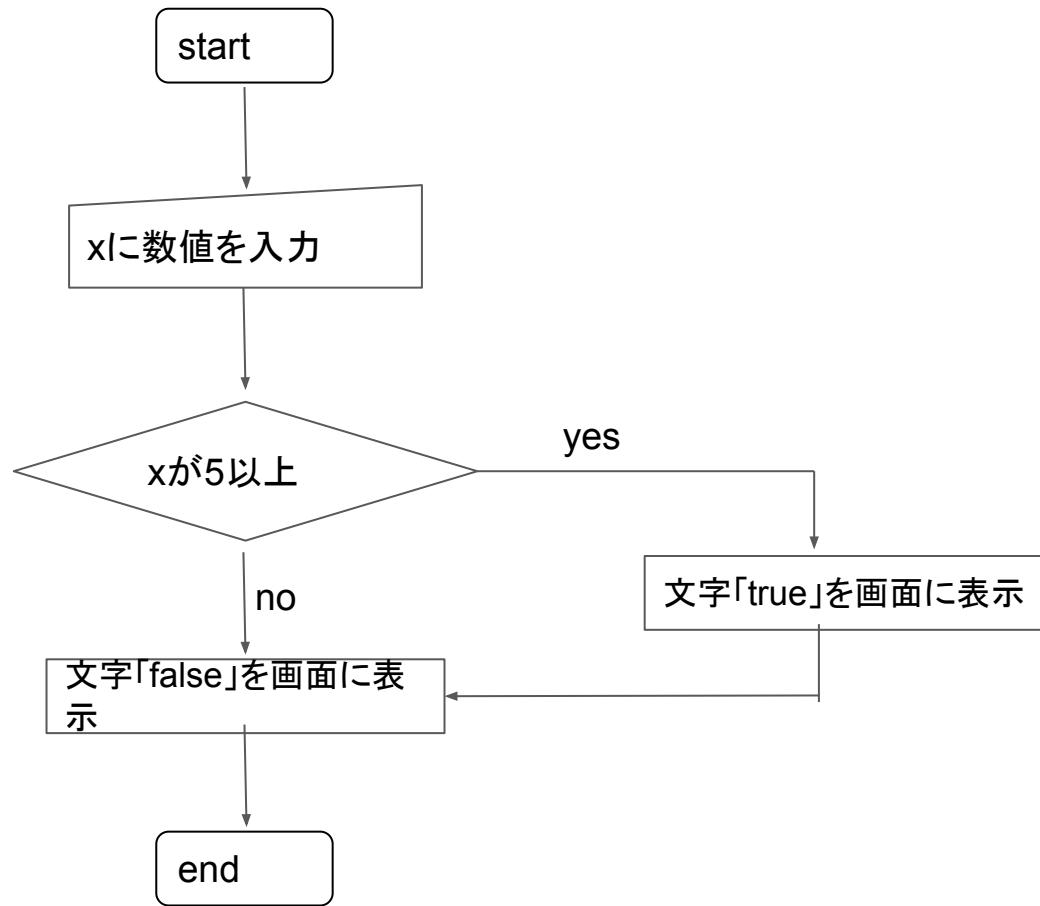 start
xに数値を入力
xが5以上
yes
no
文字「true」を画面に表示
文字「false」を画面に表
示
end